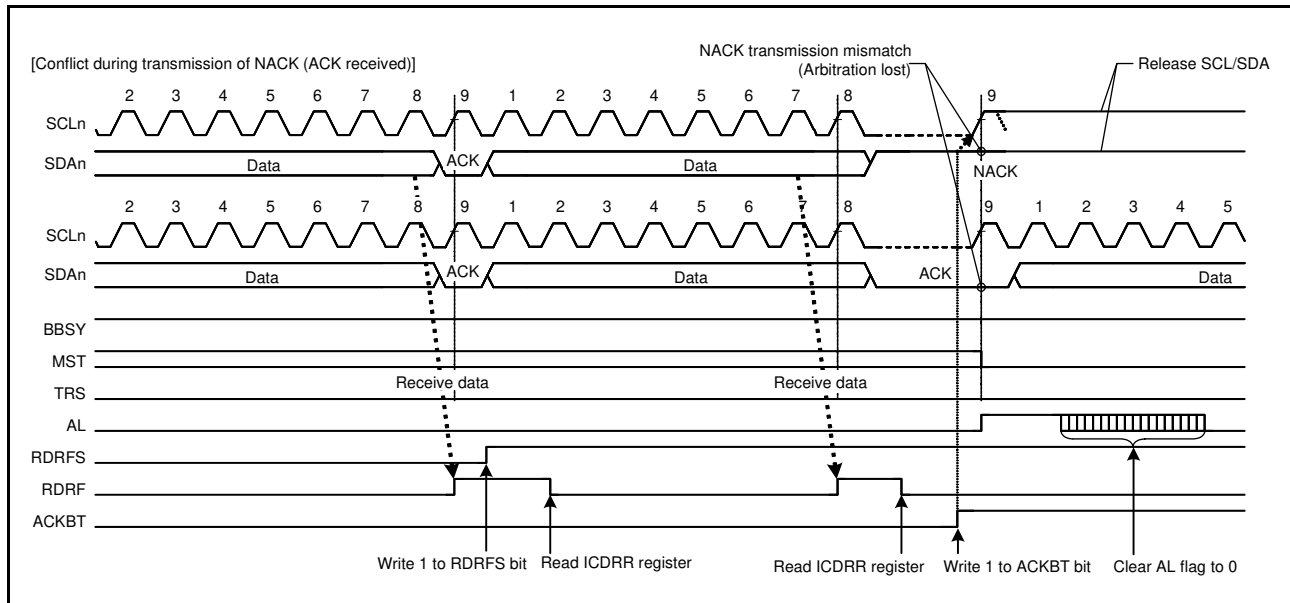 [Conflict during transmission of NACK (ACK received)]
NACK transmission mismatch
(Arbitration lost)
Release SCL/SDA
2 3 4 5 6 7 8 9 1 2 3 4 5 6 7 8 9
SCLn
SDAn Data ACK Data NACK
2 3 4 5 6 7 8 9 1 2 3 4 5 6 7 8 9 1 2 3 4 5
SCLn
SDAn Data ACK Data ACK Data
BBSY
MST
Receive data Receive data
TRS
AL
RDRFS
RDRF
ACKBT
Write 1 to RDRFS bit Read ICDRR register Read ICDRR register Write 1 to ACKBT bit Clear AL flag to 0